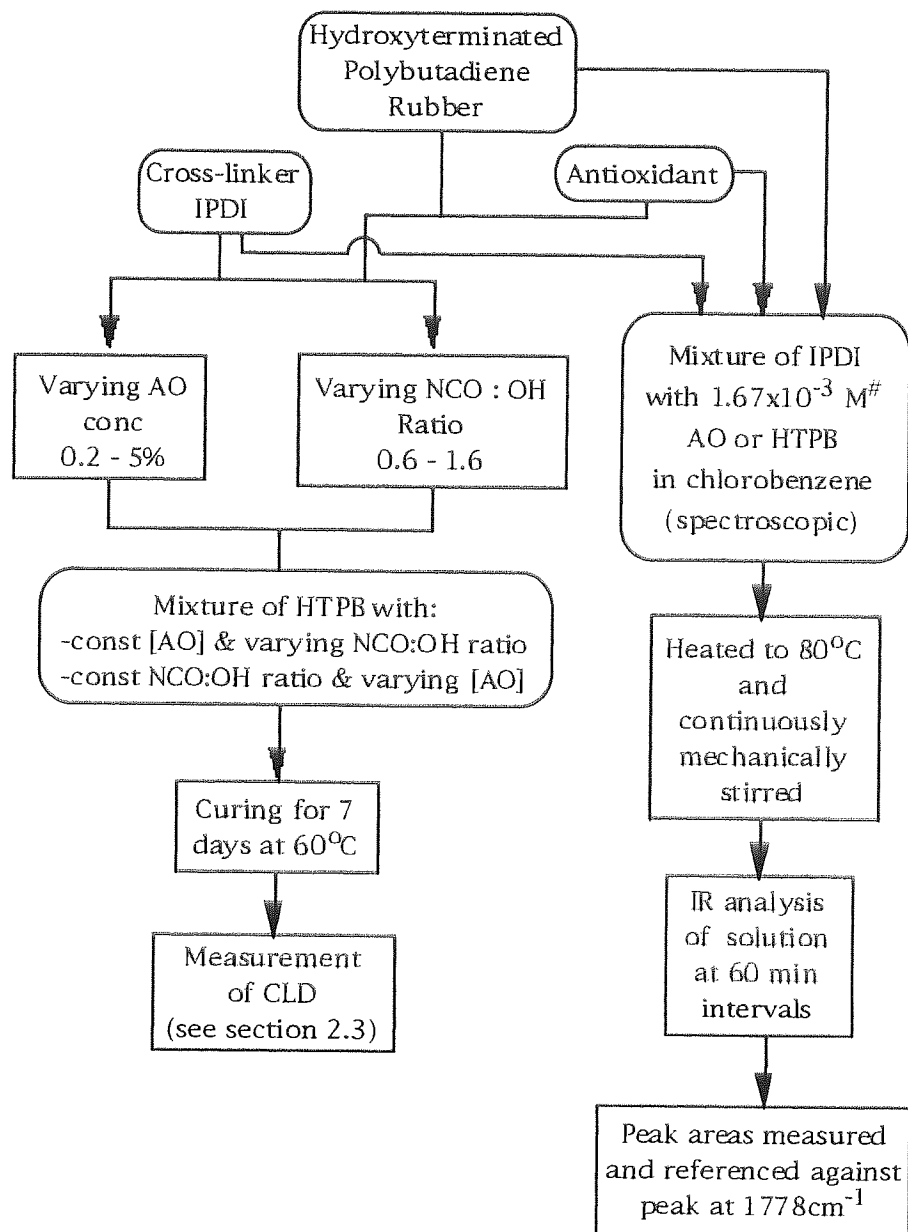 Hydroxyterminated
Polybutadiene
Rubber
Cross-linker
IPDI
Antioxidant
Varying AO
conc
0.2 - 5%
Varying NCO : OH
Ratio
0.6 - 1.6
Mixture of IPDI
with 1.67x10⁻³ M#
AO or HTPB
in chlorobenzene
(spectroscopic)
Mixture of HTPB with:
-const [AO] & varying NCO:OH ratio
-const NCO:OH ratio & varying [AO]
Heated to 80°C
and
continuously
mechanically
stirred
Curing for 7
days at 60°C
IR analysis
of solution
at 60 min
intervals
Measurement
of CLD
(see section 2.3)
Peak areas measured
and referenced against
peak at 1778cm⁻¹